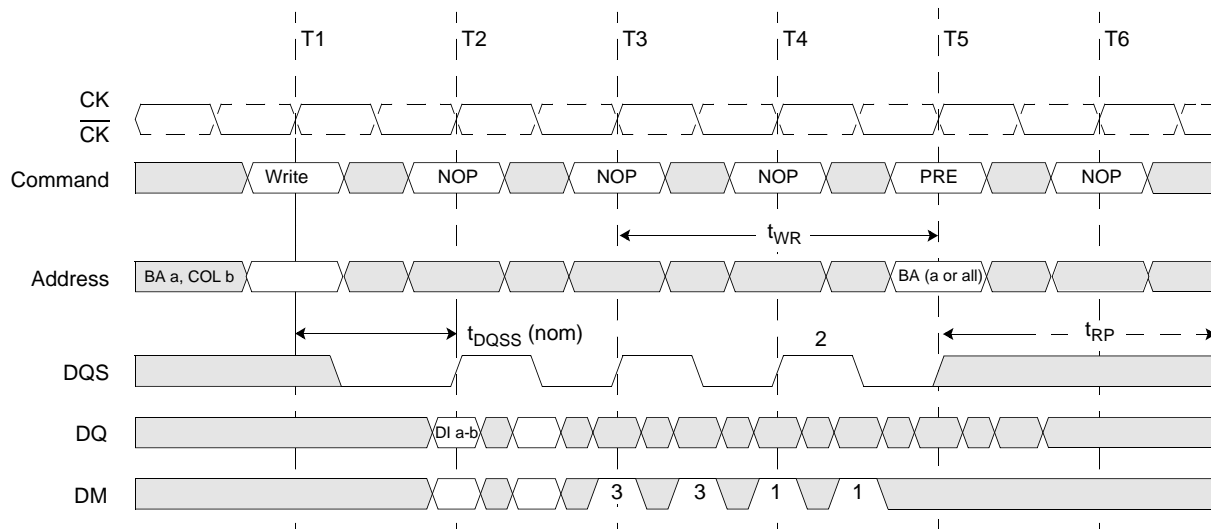 T1 T2 T3 T4 T5 T6
CK
CK
Command Write NOP NOP NOP PRE NOP
tWR
Address BA a, COL b BA (a or all)
tDQSS (nom) 2 tRP
DQS
DQ DI a-b
DM 3 3 1 1